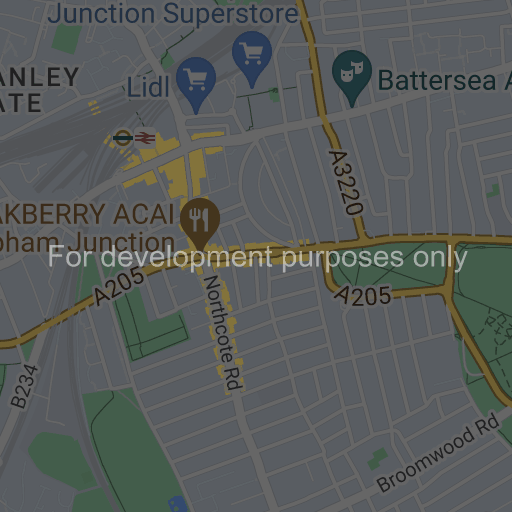 Junction Superstore
ANLEY
ATE
Lidl
Battersea A
A3220
AKBERRY ACAI
pham Junction
For development purposes only
A205
A205
Northcote Rd
B234
Broomwood Rd